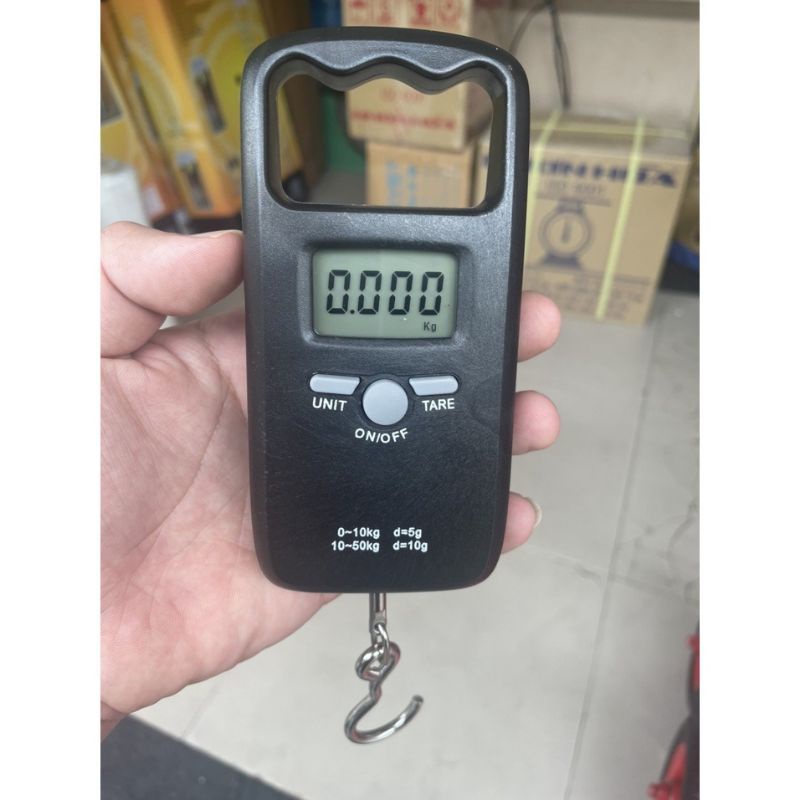 0.000
Kg
UNIT
TARE
ON/OFF
0~10kg d=5g
10~50kg d=10g